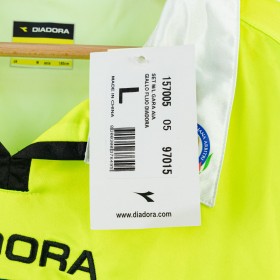 DIADORA
157005 05 97015
SET M/L GARA AIA
GIALLO FLUO DIADORA
L
MADE IN CHINA
www.diadora.com
DORA